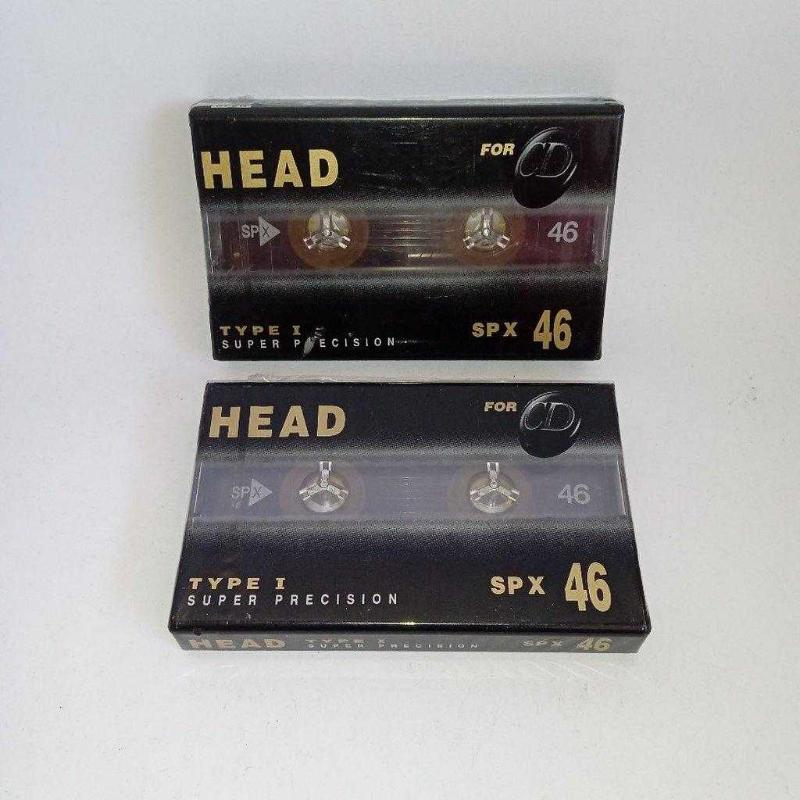 HEAD
FOR CD
SPX 46
TYPE I
SUPER PRECISION
SPX 46
HEAD
FOR CD
SPX 46
TYPE I
SUPER PRECISION
SPX 46
HEAD TYPE I SUPER PRECISION SPX 46